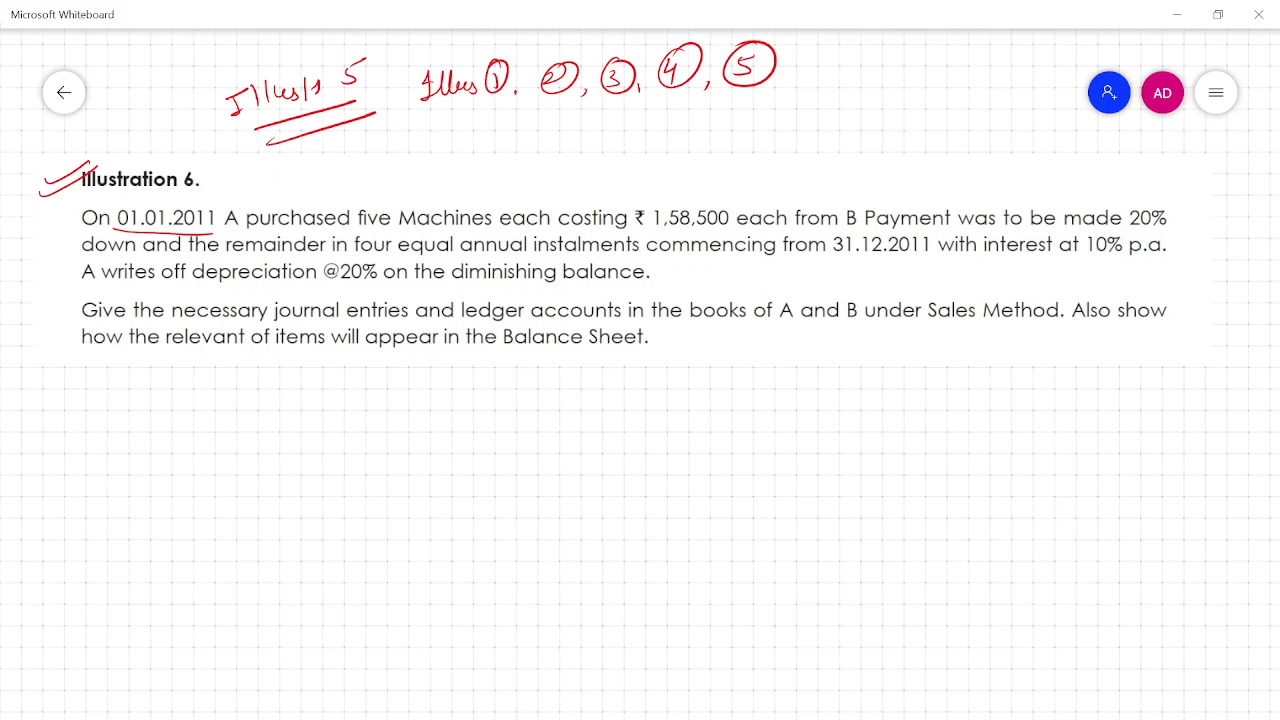 Microsoft Whiteboard
Illus 5 Illus 1, 2, 3, 4, 5
AD
Illustration 6.
On 01.01.2011 A purchased five Machines each costing ₹ 1,58,500 each from B Payment was to be made 20%
down and the remainder in four equal annual instalments commencing from 31.12.2011 with interest at 10% p.a.
A writes off depreciation @20% on the diminishing balance.
Give the necessary journal entries and ledger accounts in the books of A and B under Sales Method. Also show
how the relevant of items will appear in the Balance Sheet.